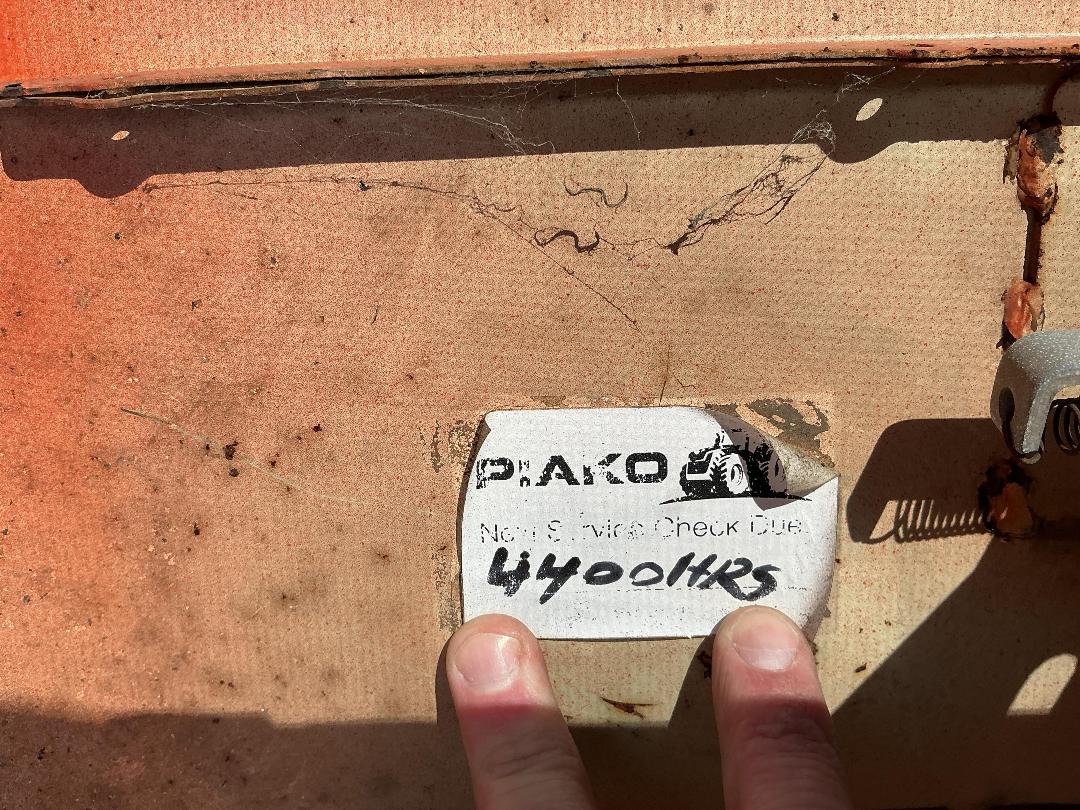 PIAKO
Next Service Check Due:
4400HRS